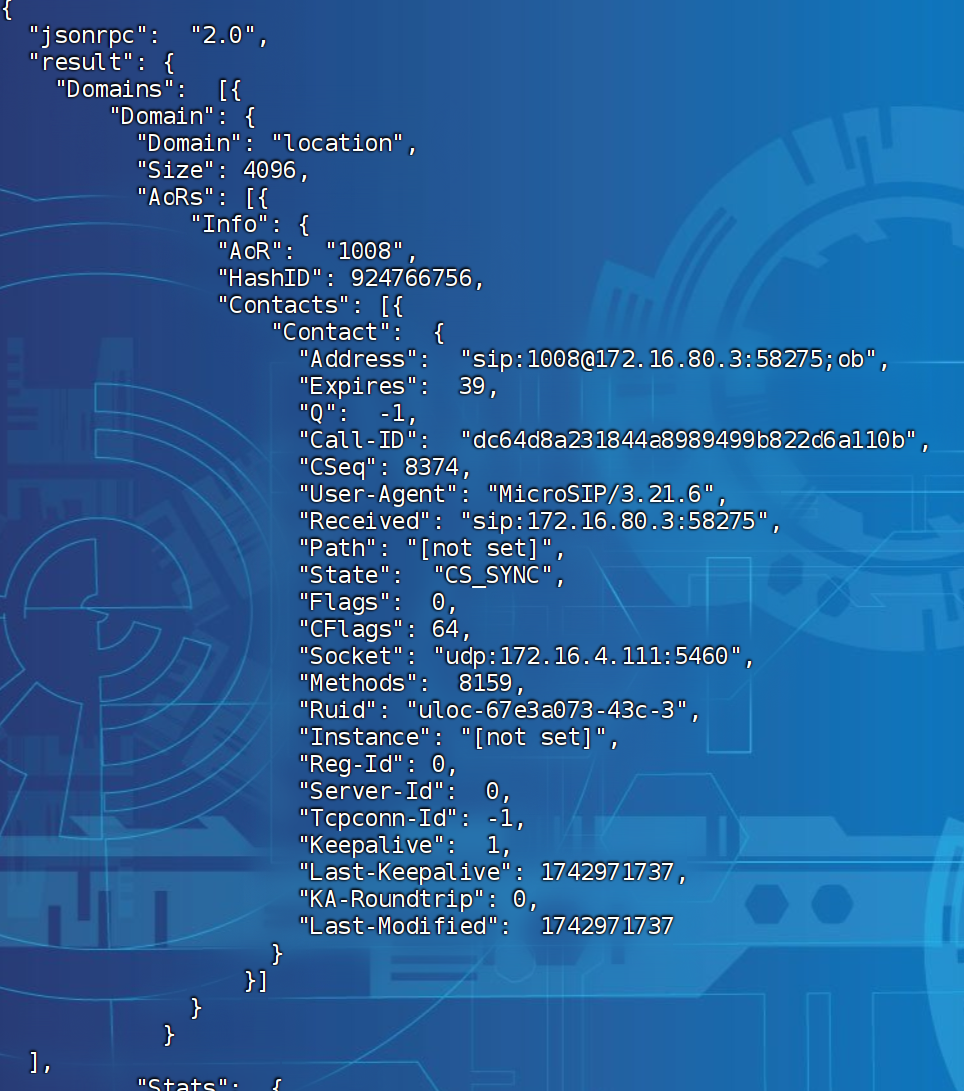 {
  "jsonrpc":  "2.0",
  "result": {
    "Domains":  [{
        "Domain": {
          "Domain": "location",
          "Size": 4096,
          "AoRs": [{
              "Info": {
                "AoR":  "1008",
                "HashID": 924766756,
                "Contacts": [{
                    "Contact":  {
                      "Address":  "sip:1008@172.16.80.3:58275;ob",
                      "Expires":  39,
                      "Q":  -1,
                      "Call-ID":  "dc64d8a231844a8989499b822d6a110b",
                      "CSeq": 8374,
                      "User-Agent": "MicroSIP/3.21.6",
                      "Received": "sip:172.16.80.3:58275",
                      "Path": "[not set]",
                      "State":  "CS_SYNC",
                      "Flags":  0,
                      "CFlags": 64,
                      "Socket": "udp:172.16.4.111:5460",
                      "Methods":  8159,
                      "Ruid": "uloc-67e3a073-43c-3",
                      "Instance": "[not set]",
                      "Reg-Id": 0,
                      "Server-Id":  0,
                      "Tcpconn-Id": -1,
                      "Keepalive":  1,
                      "Last-Keepalive": 1742971737,
                      "KA-Roundtrip": 0,
                      "Last-Modified":  1742971737
                    }
                  }]
              }
            }
  ],
          "Stats":  {